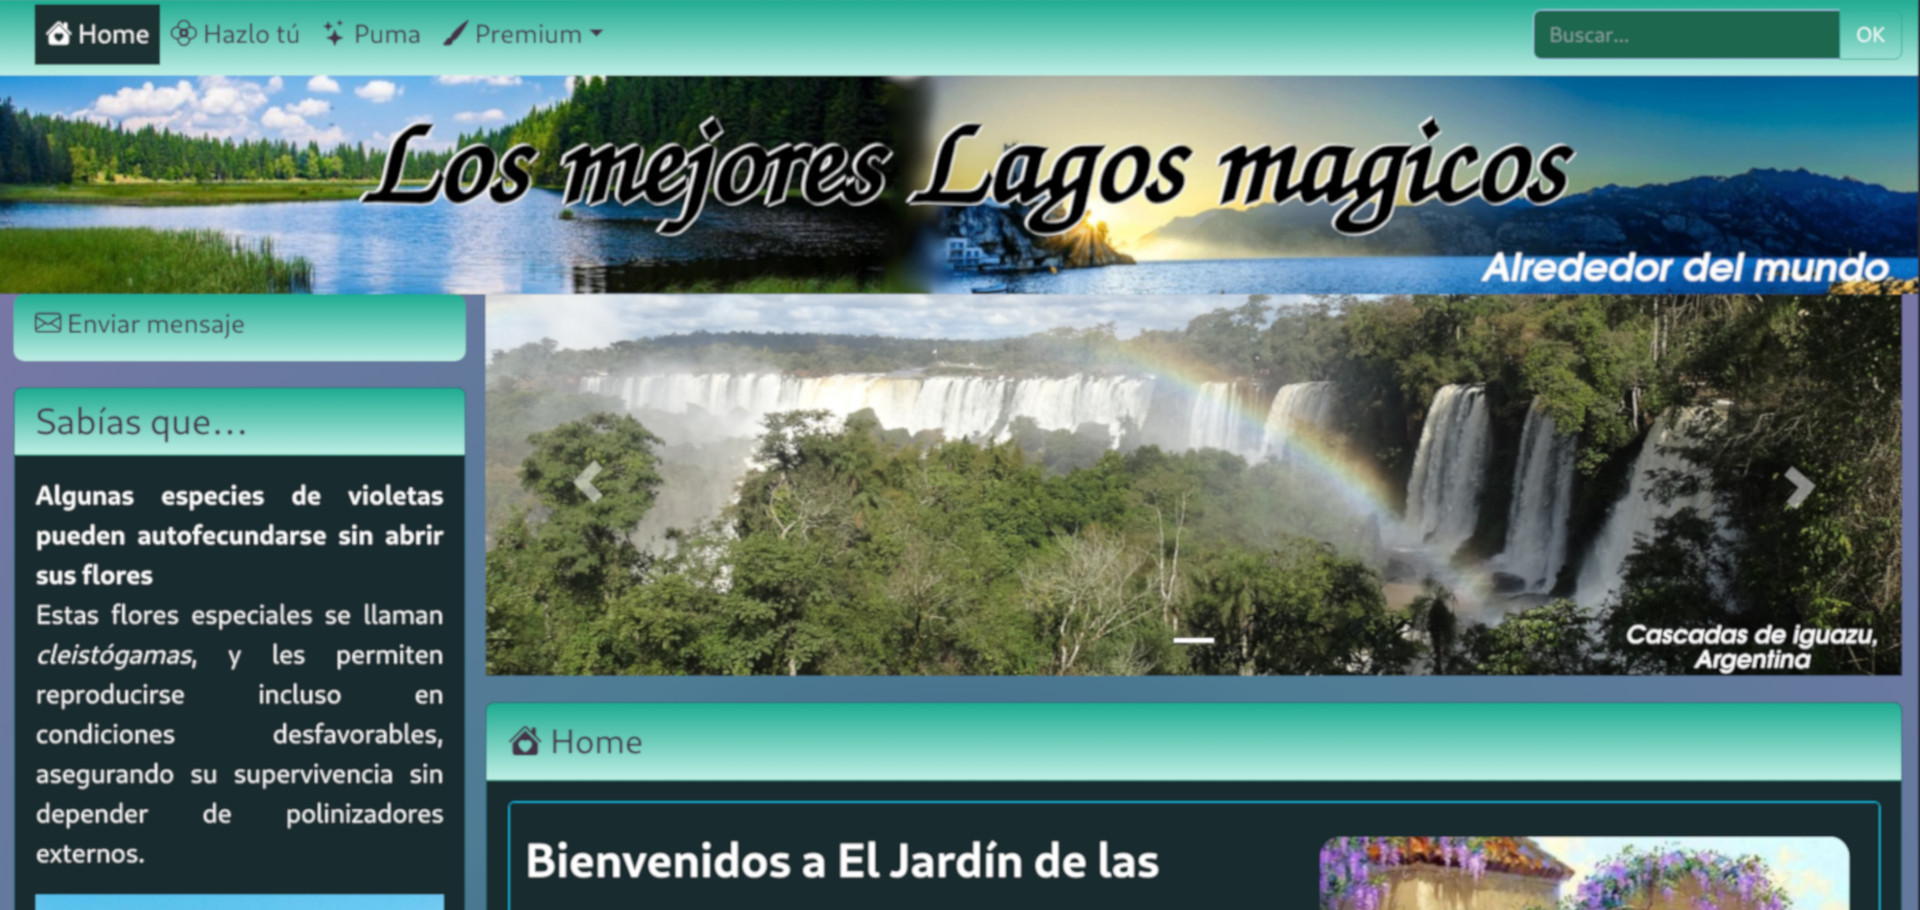 Home Hazlo tú Puma Premium Buscar... OK
Los mejores Lagos magicos
Alrededor del mundo
Enviar mensaje
Sabías que...
Algunas especies de violetas
pueden autofecundarse sin abrir
sus flores
Estas flores especiales se llaman
cleistógamas, y les permiten
reproducirse incluso en
condiciones desfavorables,
asegurando su supervivencia sin
depender de polinizadores
externos.
Cascadas de iguazu,
Argentina
Home
Bienvenidos a El Jardín de las